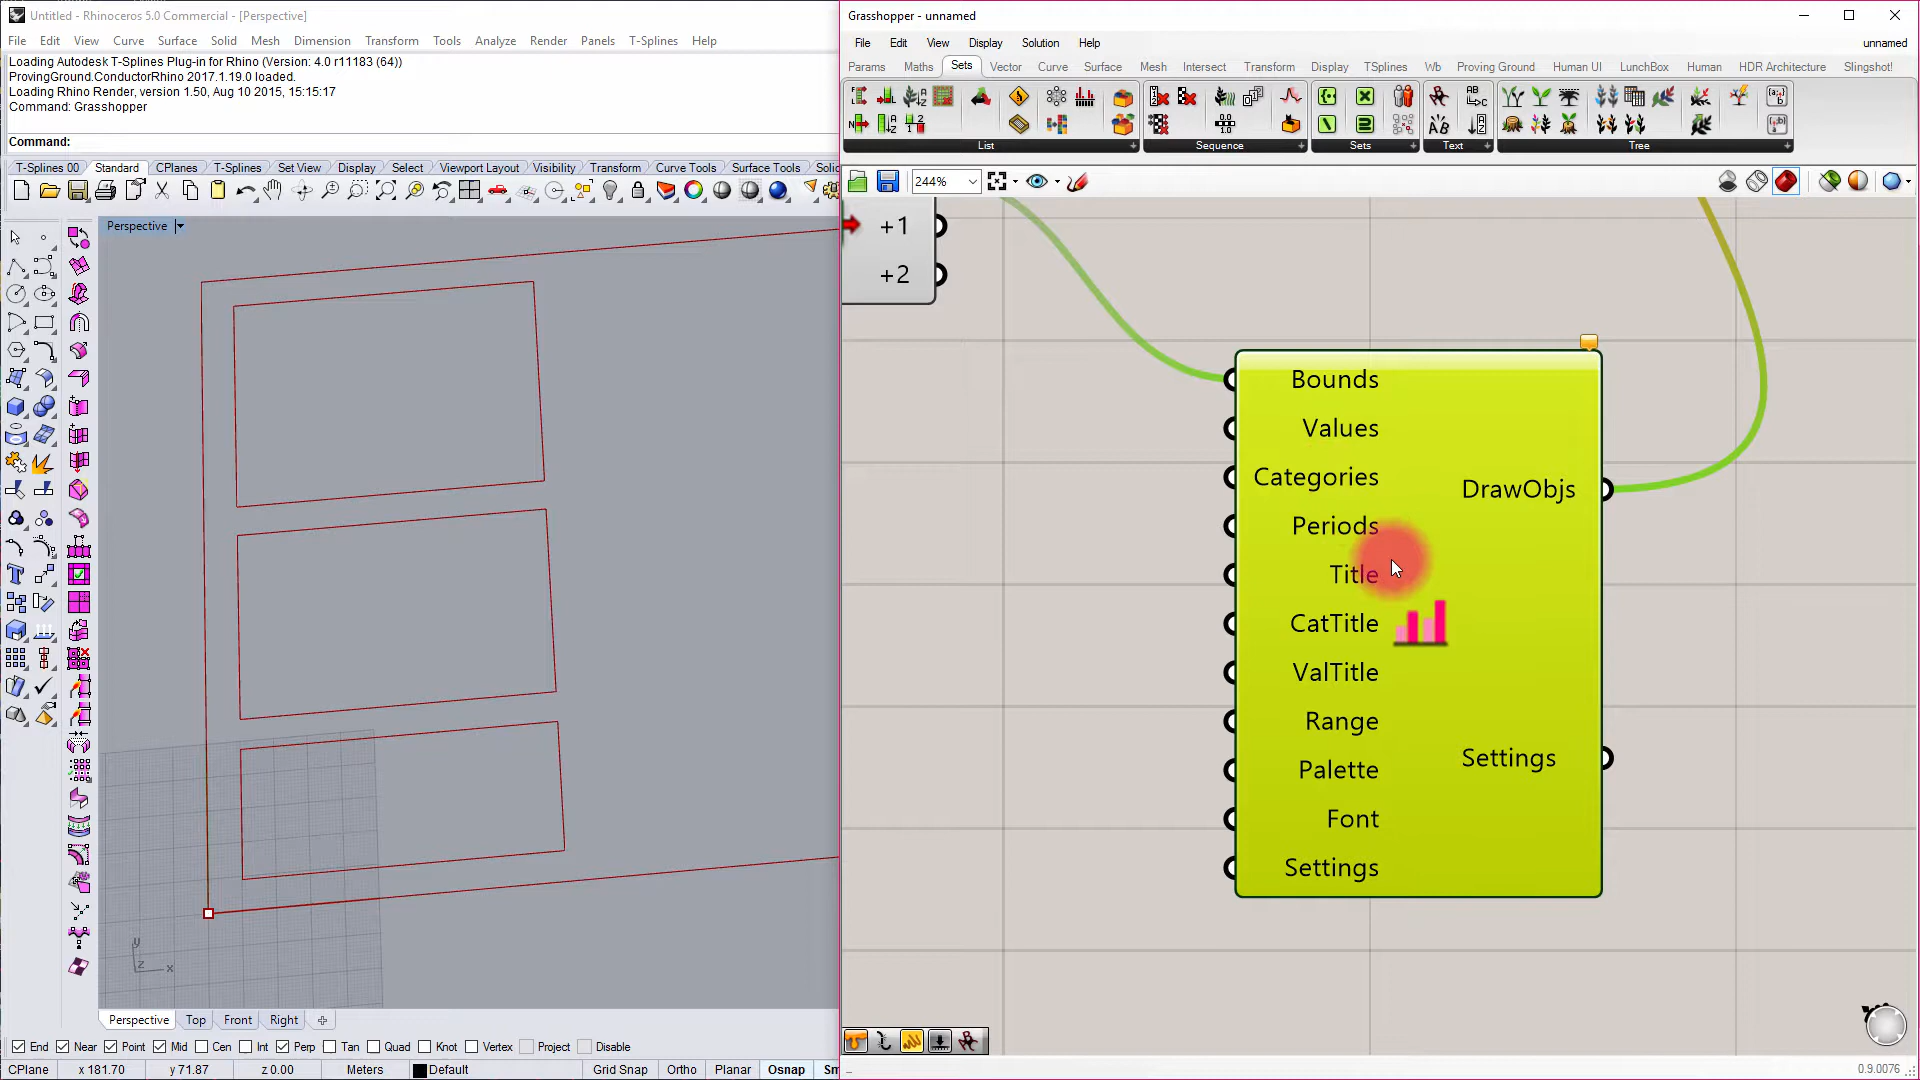 Untitled - Rhinoceros 5.0 Commercial - [Perspective]
File Edit View Curve Surface Solid Mesh Dimension Transform Tools Analyze Render Panels T-Splines Help
Loading Autodesk T-Splines Plug-in for Rhino (Version: 4.0 r11183 (64))
ProvingGround.ConductorRhino 2017.1.19.0 loaded.
Loading Rhino Render, version 1.50, Aug 10 2015, 15:15:17
Command: Grasshopper
Command:
T-Splines 00 Standard CPlanes T-Splines Set View Display Select Viewport Layout Visibility Transform Curve Tools Surface Tools
Perspective
y
z x
Perspective Top Front Right
End Near Point Mid Cen Int Perp Tan Quad Knot Vertex Project Disable
CPlane x 181.70 y 71.87 z 0.00 Meters Default Grid Snap Ortho Planar Osnap
Grasshopper - unnamed
File Edit View Display Solution Help unnamed
Params Maths Sets Vector Curve Surface Mesh Intersect Transform Display TSplines Wb Proving Ground Human UI LunchBox Human HDR Architecture Slingshot!
List Sequence Sets Text Tree
244%
+1
+2
Bounds
Values
Categories
Periods
Title
CatTitle
ValTitle
Range
Palette
Font
Settings
DrawObjs
Settings
0.9.0076